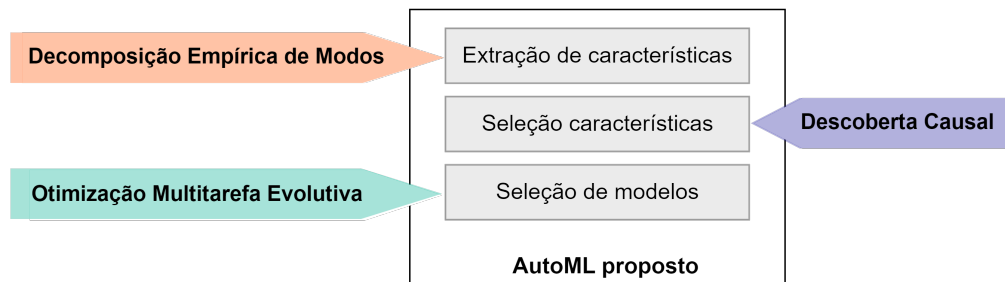 Decomposição Empírica de Modos
Extração de características
Seleção características
Descoberta Causal
Otimização Multitarefa Evolutiva
Seleção de modelos
AutoML proposto